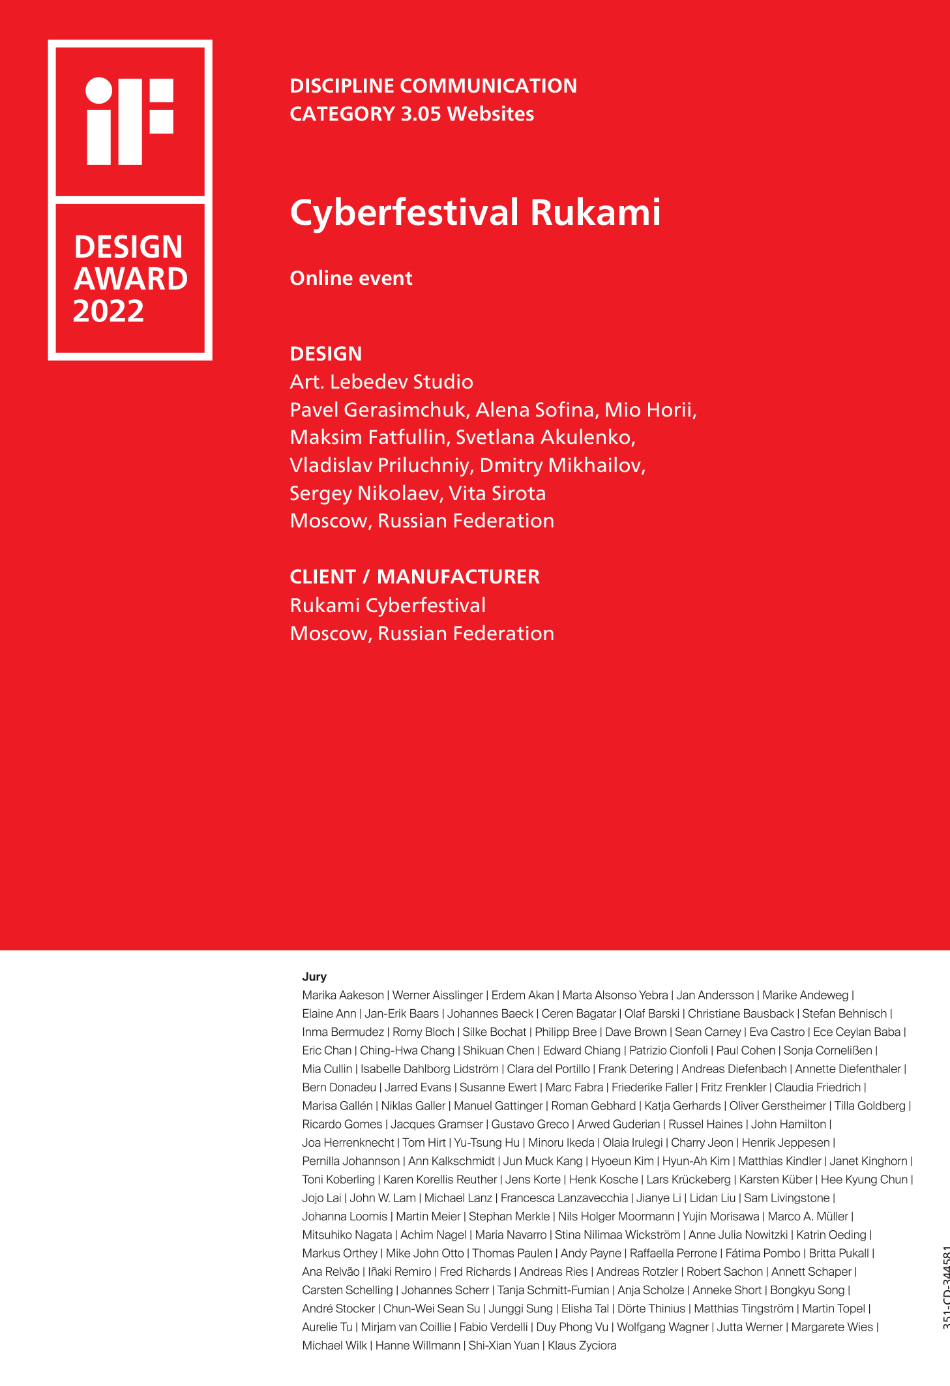 iF
DESIGN
AWARD
2022
DISCIPLINE COMMUNICATION
CATEGORY 3.05 Websites
Cyberfestival Rukami
Online event
DESIGN
Art. Lebedev Studio
Pavel Gerasimchuk, Alena Sofina, Mio Horii,
Maksim Fatfullin, Svetlana Akulenko,
Vladislav Priluchniy, Dmitry Mikhailov,
Sergey Nikolaev, Vita Sirota
Moscow, Russian Federation
CLIENT / MANUFACTURER
Rukami Cyberfestival
Moscow, Russian Federation
Jury
Marika Aakeson | Werner Aisslinger | Erdem Akan | Marta Alsonso Yebra | Jan Andersson | Marike Andeweg |
Elaine Ann | Jan-Erik Baars | Johannes Baeck | Ceren Bagatar | Olaf Barski | Christiane Bausback | Stefan Behnisch |
Inma Bermudez | Romy Bloch | Silke Bochat | Philipp Bree | Dave Brown | Sean Carney | Eva Castro | Ece Ceylan Baba |
Eric Chan | Ching-Hwa Chang | Shikuan Chen | Edward Chiang | Patrizio Cionfoli | Paul Cohen | Sonja Cornelißen |
Mia Cullin | Isabelle Dahlborg Lidström | Clara del Portillo | Frank Detering | Andreas Diefenbach | Annette Diefenthaler |
Bern Donadeu | Jarred Evans | Susanne Ewert | Marc Fabra | Friederike Faller | Fritz Frenkler | Claudia Friedrich |
Marisa Gallén | Niklas Galler | Manuel Gattinger | Roman Gebhard | Katja Gerhards | Oliver Gerstheimer | Tilla Goldberg |
Ricardo Gomes | Jacques Gramser | Gustavo Greco | Arwed Guderian | Russel Haines | John Hamilton |
Joa Herrenknecht | Tom Hirt | Yu-Tsung Hu | Minoru Ikeda | Olaia Irulegi | Charry Jeon | Henrik Jeppesen |
Pernilla Johannson | Ann Kalkschmidt | Jun Muck Kang | Hyoeun Kim | Hyun-Ah Kim | Matthias Kindler | Janet Kinghorn |
Toni Koberling | Karen Korellis Reuther | Jens Korte | Henk Kosche | Lars Krückeberg | Karsten Küber | Hee Kyung Chun |
Jojo Lai | John W. Lam | Michael Lanz | Francesca Lanzavecchia | Jianye Li | Lidan Liu | Sam Livingstone |
Johanna Loomis | Martin Meier | Stephan Merkle | Nils Holger Moormann | Yujin Morisawa | Marco A. Müller |
Mitsuhiko Nagata | Achim Nagel | Maria Navarro | Stina Nilimaa Wickström | Anne Julia Nowitzki | Katrin Oeding |
Markus Orthey | Mike John Otto | Thomas Paulen | Andy Payne | Raffaella Perrone | Fátima Pombo | Britta Pukall |
Ana Relvão | Iñaki Remiro | Fred Richards | Andreas Ries | Andreas Rotzler | Robert Sachon | Annett Schaper |
Carsten Schelling | Johannes Scherr | Tanja Schmitt-Fumian | Anja Scholze | Anneke Short | Bongkyu Song |
André Stocker | Chun-Wei Sean Su | Junggi Sung | Elisha Tal | Dörte Thinius | Matthias Tingström | Martin Topel |
Aurelie Tu | Mirjam van Coillie | Fabio Verdelli | Duy Phong Vu | Wolfgang Wagner | Jutta Werner | Margarete Wies |
Michael Wilk | Hanne Willmann | Shi-Xian Yuan | Klaus Zyciora
351-CD-344581